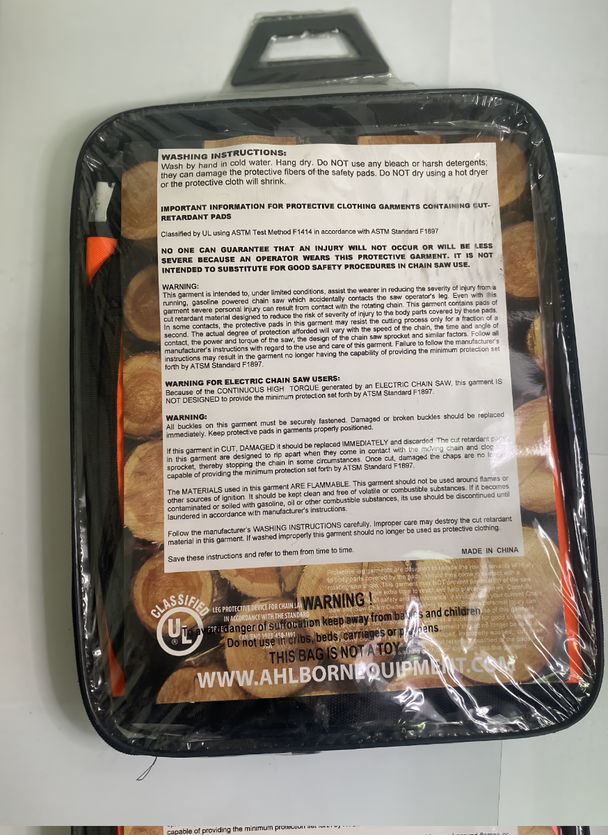 WASHING INSTRUCTIONS:
Wash by hand in cold water. Hang dry. Do NOT use any bleach or harsh detergents;
they can damage the protective fibers of the safety pads. Do NOT dry using a hot dryer
or the protective cloth will shrink.
IMPORTANT INFORMATION FOR PROTECTIVE CLOTHING GARMENTS CONTAINING CUT-
RETARDANT PADS
Classified by UL using ASTM Test Method F1414 in accordance with ASTM F1897
NO ONE CAN GUARANTEE THAT AN INJURY WILL NOT OCCUR OR WILL BE LESS
SEVERE BECAUSE AN OPERATOR WEARS THIS PROTECTIVE GARMENT. IT IS NOT
INTENDED TO SUBSTITUTE FOR GOOD SAFETY PROCEDURES IN CHAIN SAW USE.
WARNING:
This garment is intended to, under limited conditions, assist the wearer in reducing the severity of injury from a
running, gasoline powered chain saw which accidentally contacts the saw operator's leg. Even with this
garment severe personal injury can result from contact with the rotating chain. This garment contains pads of
cut retardant material designed to reduce the risk of severity of injury to the body parts covered by these pads.
In some contacts, the protective pads in this garment may resist the cutting process only for a fraction of a
second. The actual degree of protection afforded will vary with the speed of the chain, the time and angle of
contact, the power and torque of the saw, the design of the chain saw sprocket and similar factors. Follow all
manufacturer's instructions with regard to the use and care of this garment. Failure to follow the manufacturer's
instructions may result in the garment no longer having the capability of providing the minimum protection set
forth by ATSM Standard F1897.
WARNING FOR ELECTRIC CHAIN SAW USERS:
Because of the CONTINUOUS HIGH TORQUE generated by an ELECTRIC CHAIN SAW, this garment IS
NOT DESIGNED to provide the minimum protection set forth by ATSM Standard F1897.
WARNING:
All buckles on this garment must be securely fastened. Damaged or broken buckles should be replaced
immediately. Keep protective pads in garments properly positioned.
If this garment in CUT, DAMAGED it should be replaced IMMEDIATELY and discarded. The cut retardant
in this garment are designed to rip apart when they come in contact with the moving chain and
sprocket, thereby stopping the chain in some circumstances. Once cut, damaged the chaps are no
capable of providing the minimum protection set forth by ATSM Standard F1897.
The MATERIALS used in this garment ARE FLAMMABLE. This garment should not be used around flames or
other sources of ignition. It should be kept clean and free of volatile or combustible substances. If it becomes
contaminated or soiled with gasoline, oil or other combustible substances, its use should be discontinued until
laundered in accordance with manufacturer's instructions.
Follow the manufacturer's WASHING INSTRUCTIONS carefully. Improper care may destroy the cut retardant
material in this garment. If washed improperly this garment should no longer be used as protective clothing.
Save these instructions and refer to them from time to time. MADE IN CHINA
CLASSIFIED
UL
LEG PROTECTIVE DEVICE FOR CHAIN
IN ACCORDANCE WITH THE STANDARD
WARNING !
danger of suffocation keep away from babies and children
Do not use in cribs, beds, carriages or
THIS BAG IS NOT A TOY
WWW.AHLBORNEQUIPMENT.COM
capable of providing the minimum protection set forth by